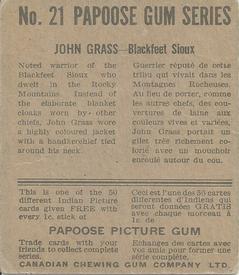 No. 21 PAPOOSE GUM SERIES
JOHN GRASS—Blackfeet Sioux
Noted warrior of the
Blackfeet Sioux who
dwelt in the Rocky
Mountains. Instead of
the elaborate blanket
cloaks worn by other
chiefs, John Grass wore
a highly coloured jacket
with a handkerchief tied
around his neck.
Guerrier réputé de cette
tribu qui vivait dans les
Montagnes Rocheuses.
Au lieu de porter, comme
les autres chefs, des cou-
vertures de laine aux
couleurs vives et variées,
John Grass portait un
gilet très richement co-
lorié avec un mouchoir
enroulé autour du cou.
This is one of the 50
different Indian Picture
cards given FREE with
every 1c. stick of
Ceci est l'une des 36 cartes
différentes d'Indiens qui
seront données GRATIS
avec chaque morceau à
1c. de
PAPOOSE PICTURE GUM
Trade cards with your
friends to collect complete
series.
Echanges des cartes avec
vos amis pour former une
série complète.
CANADIAN CHEWING GUM COMPANY LTD.